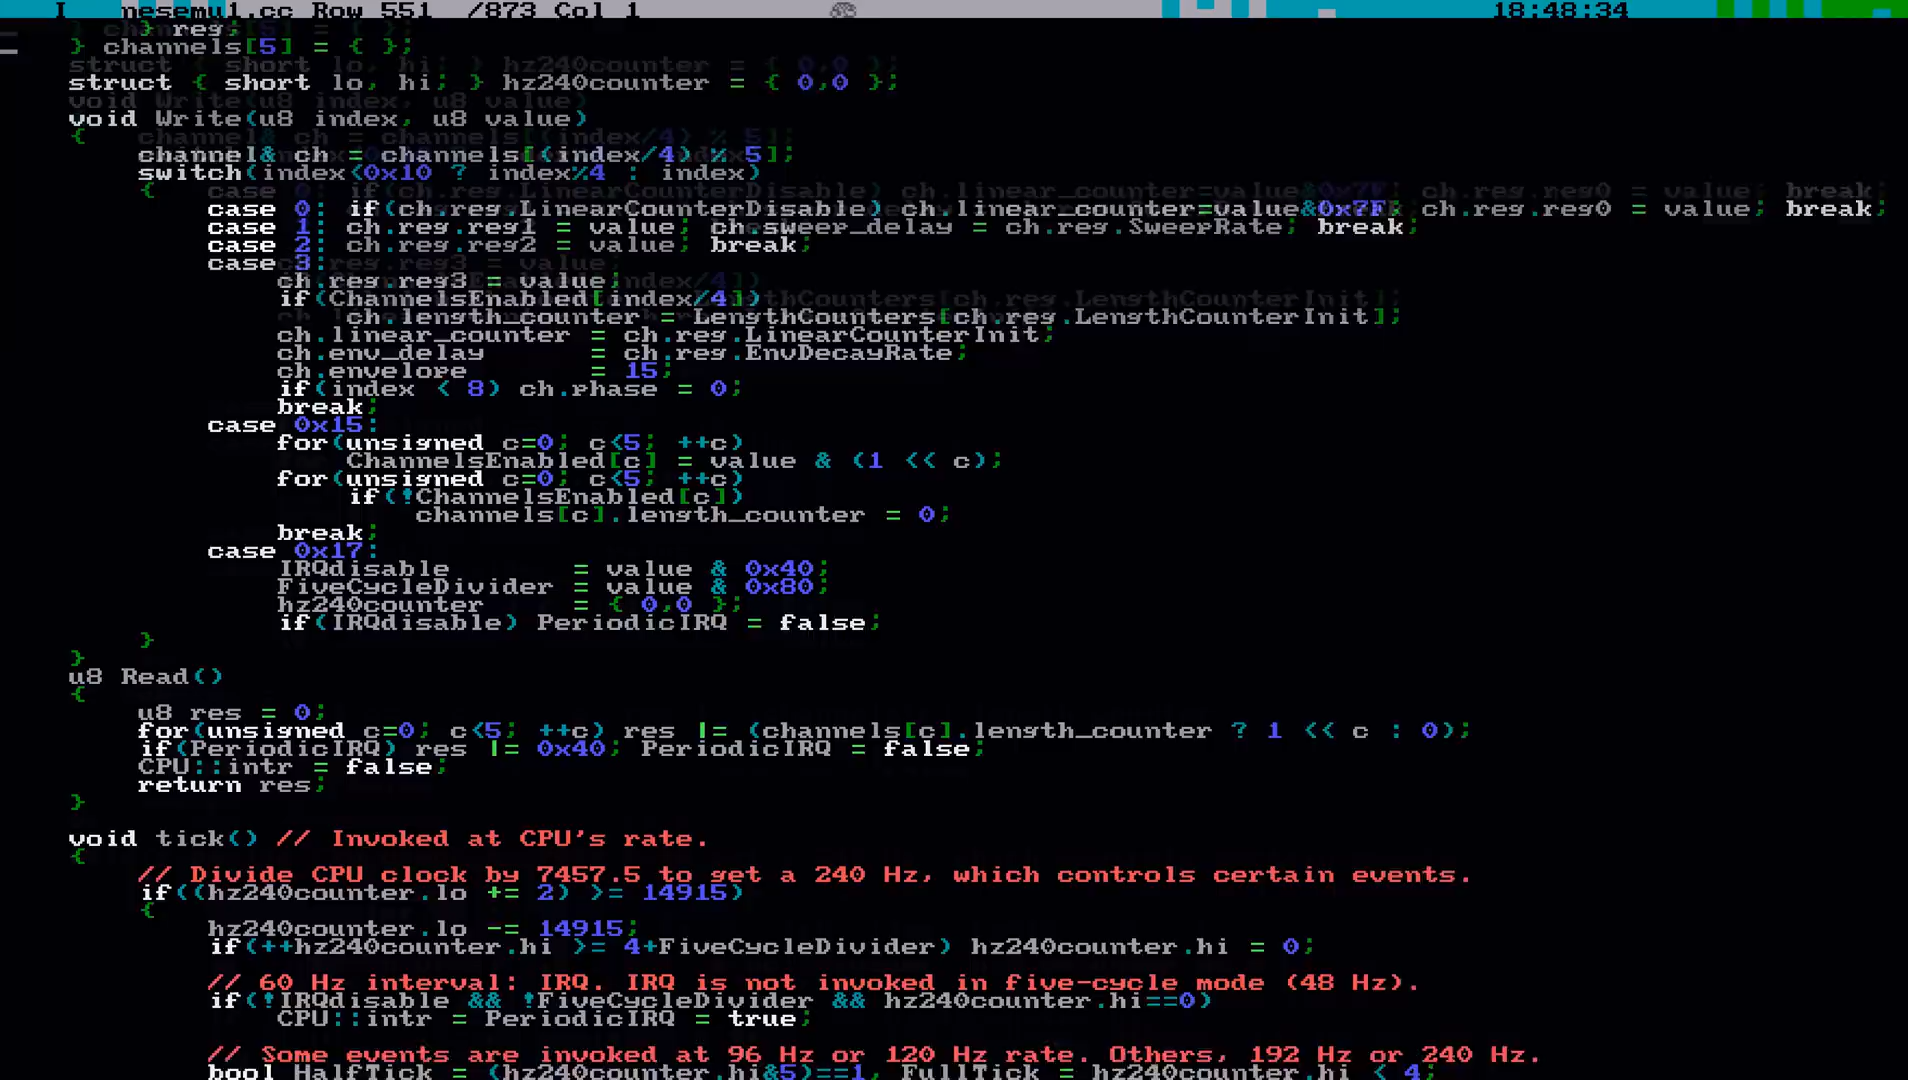 I nesemu1.cc Row 551 /873 Col 1 18:48:34
} reg;
} channels[5] = { };
struct { short lo, hi; } hz240counter = { 0,0 };
void Write(u8 index, u8 value)
{
channel& ch = channels[(index/4) % 5];
switch(index<0x10 ? index%4 : index)
{
case 0: if(ch.reg.LinearCounterDisable) ch.linear_counter=value&0x7F; ch.reg.reg0 = value; break;
case 1: ch.reg.reg1 = value; ch.sweep_delay = ch.reg.SweepRate; break;
case 2: ch.reg.reg2 = value; break;
case 3:
ch.reg.reg3 = value;
if(ChannelsEnabled[index/4])
ch.length_counter = LengthCounters[ch.reg.LengthCounterInit];
ch.linear_counter = ch.reg.LinearCounterInit;
ch.env_delay = ch.reg.EnvDecayRate;
ch.envelope = 15;
if(index < 8) ch.phase = 0;
break;
case 0x15:
for(unsigned c=0; c<5; ++c)
ChannelsEnabled[c] = value & (1 << c);
for(unsigned c=0; c<5; ++c)
if(!ChannelsEnabled[c])
channels[c].length_counter = 0;
break;
case 0x17:
IRQdisable = value & 0x40;
FiveCycleDivider = value & 0x80;
hz240counter = { 0,0 };
if(IRQdisable) PeriodicIRQ = false;
}
}
u8 Read()
{
u8 res = 0;
for(unsigned c=0; c<5; ++c) res |= (channels[c].length_counter ? 1 << c : 0);
if(PeriodicIRQ) res |= 0x40; PeriodicIRQ = false;
CPU::intr = false;
return res;
}
void tick() // Invoked at CPU's rate.
{
// Divide CPU clock by 7457.5 to get a 240 Hz, which controls certain events.
if((hz240counter.lo += 2) >= 14915)
{
hz240counter.lo -= 14915;
if(++hz240counter.hi >= 4+FiveCycleDivider) hz240counter.hi = 0;
// 60 Hz interval: IRQ. IRQ is not invoked in five-cycle mode (48 Hz).
if(!IRQdisable && !FiveCycleDivider && hz240counter.hi==0)
CPU::intr = PeriodicIRQ = true;
// Some events are invoked at 96 Hz or 120 Hz rate. Others, 192 Hz or 240 Hz.
bool HalfTick = (hz240counter.hi&5)==1, FullTick = hz240counter.hi < 4;